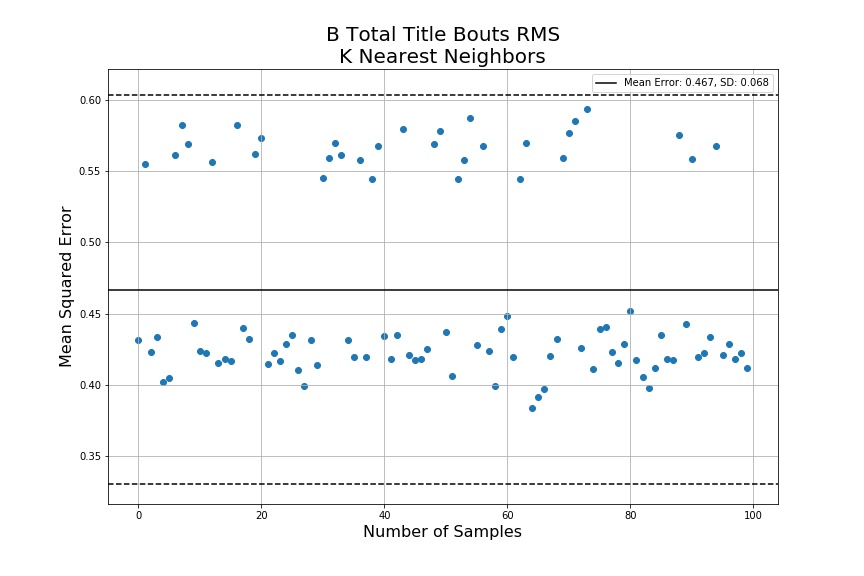 B Total Title Bouts RMS
K Nearest Neighbors
Mean Error: 0.467, SD: 0.068
0.60
0.55
0.50
0.45
0.40
0.35
Mean Squared Error
0 20 40 60 80 100
Number of Samples